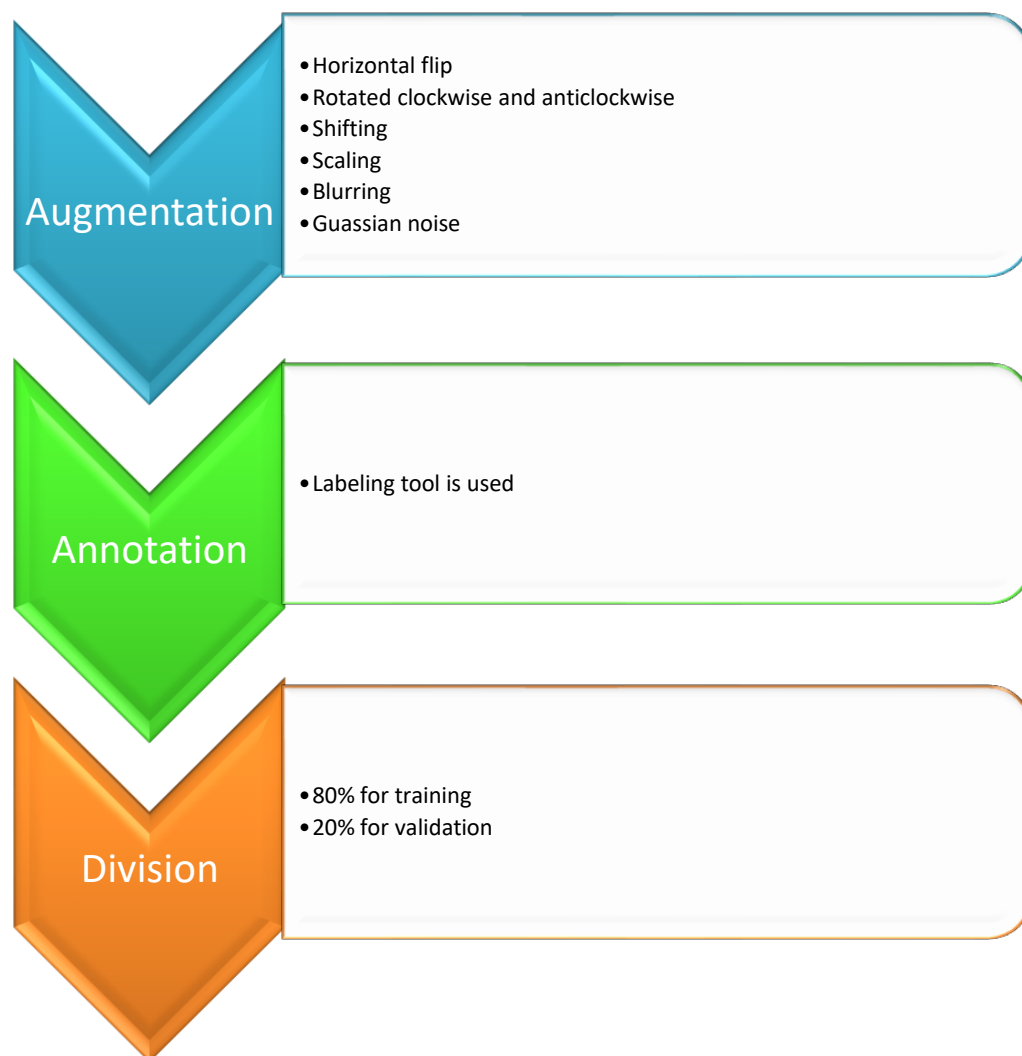 Augmentation
•Horizontal flip
•Rotated clockwise and anticlockwise
•Shifting
•Scaling
•Blurring
•Guassian noise
Annotation
•Labeling tool is used
Division
•80% for training
•20% for validation